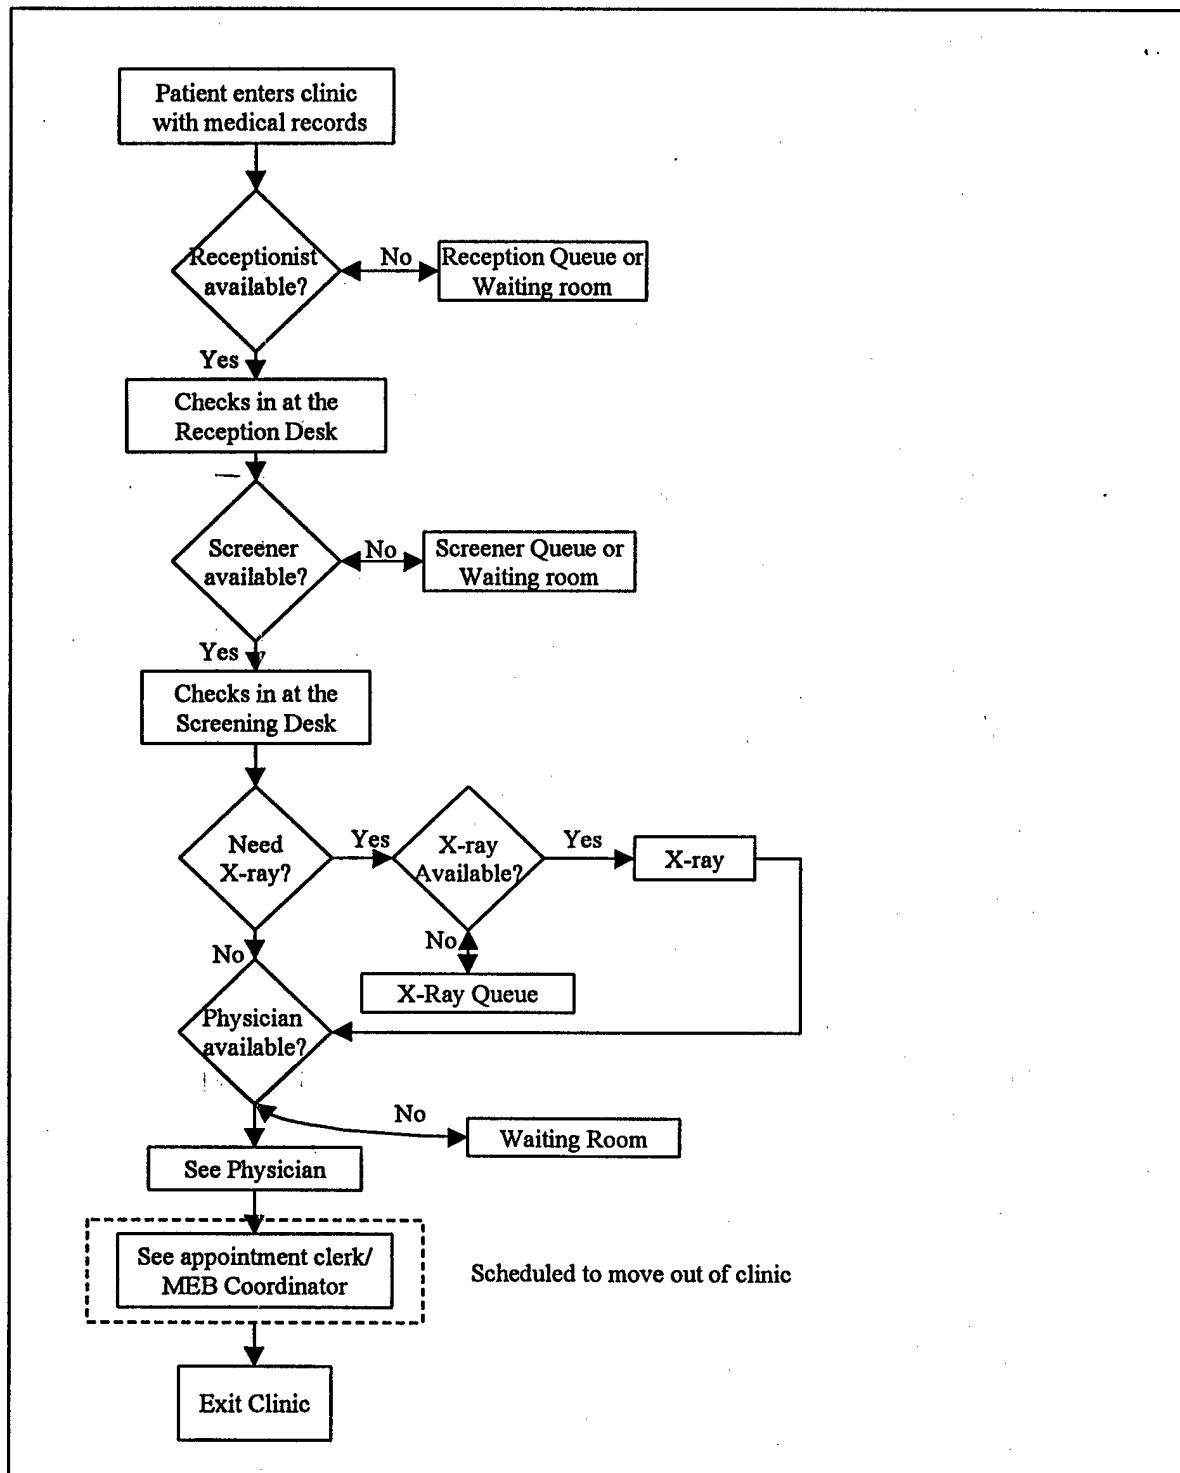 Patient enters clinic
with medical records
Receptionist
available?
No
Reception Queue or
Waiting room
Yes
Checks in at the
Reception Desk
Screener
available?
No
Screener Queue or
Waiting room
Yes
Checks in at the
Screening Desk
Need
X-ray?
Yes
X-ray
Available?
Yes
X-ray
No
No
X-Ray Queue
Physician
available?
No
Waiting Room
See Physician
See appointment clerk/
MEB Coordinator
Scheduled to move out of clinic
Exit Clinic